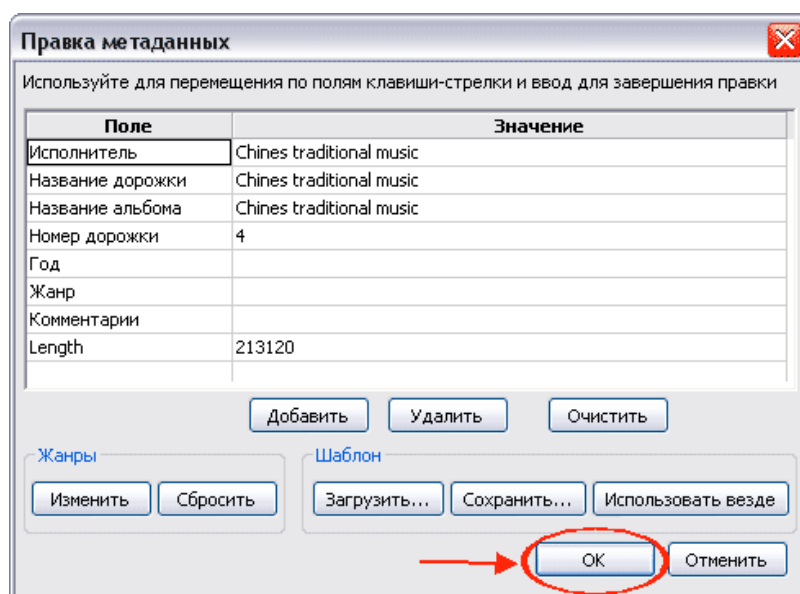 Правка метаданных
Используйте для перемещения по полям клавиши-стрелки и ввод для завершения правки
Поле Значение
Исполнитель Chines traditional music
Название дорожки Chines traditional music
Название альбома Chines traditional music
Номер дорожки 4
Год
Жанр
Комментарии
Length 213120
Добавить Удалить Очистить
Жанры Шаблон
Изменить Сбросить Загрузить... Сохранить... Использовать везде
OK Отменить